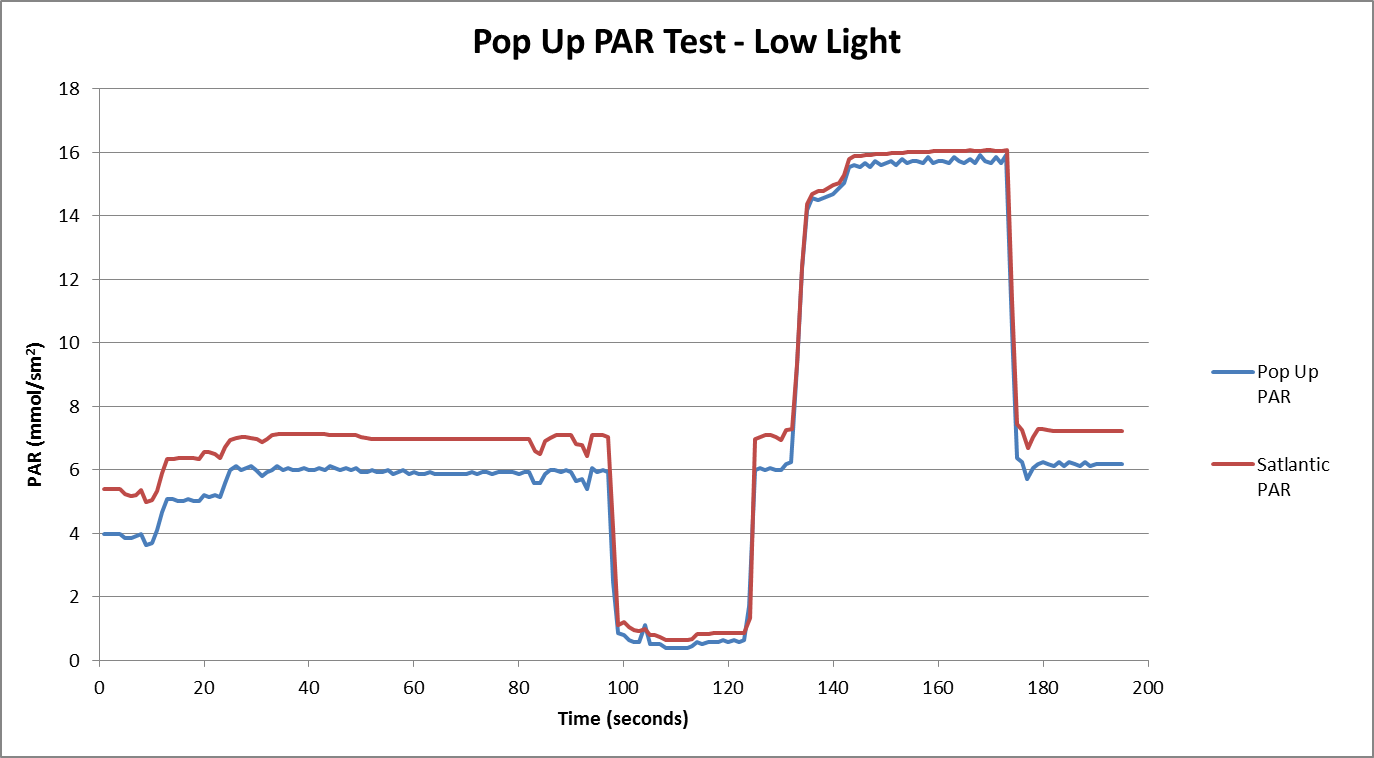 Pop Up PAR Test - Low Light
18
16
14
12
10
8
6
4
2
0
PAR (mmol/sm²)
0 20 40 60 80 100 120 140 160 180 200
Time (seconds)
Pop Up
PAR
Satlantic
PAR